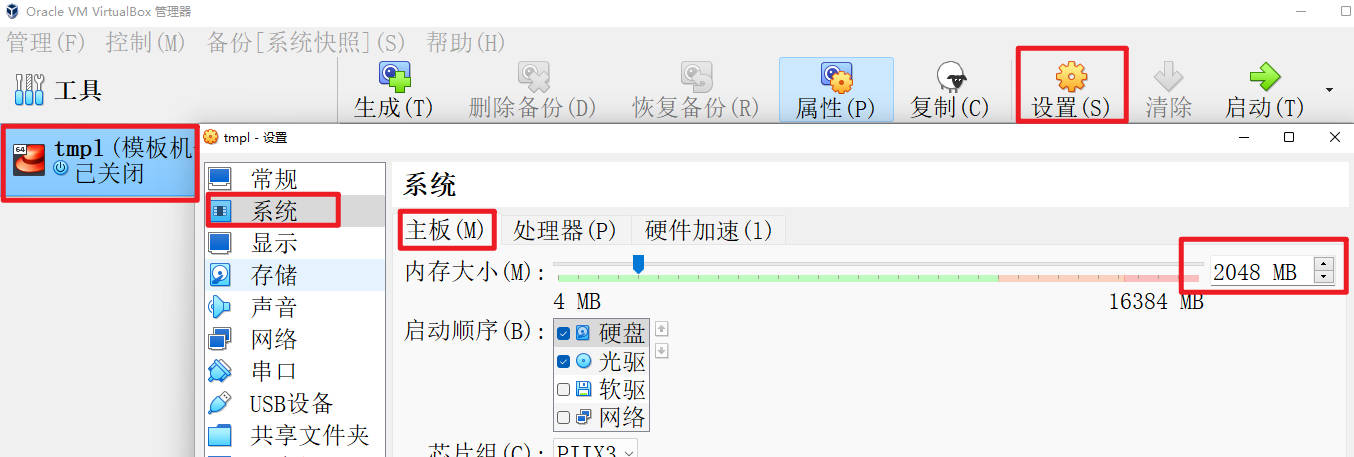 Oracle VM VirtualBox 管理器
管理(F) 控制(M) 备份[系统快照](S) 帮助(H)
工具
生成(T) 删除备份(D) 恢复备份(R) 属性(P) 复制(C) 设置(S) 清除 启动(T)
64
tmpl(模板机
已关闭
tmpl - 设置
常规
系统
显示
存储
声音
网络
串口
USB设备
共享文件夹
系统
主板(M) 处理器(P) 硬件加速(l)
内存大小(M): 2048 MB
4 MB 16384 MB
启动顺序(B): 硬盘
光驱
软驱
网络
芯片组(C): PIIX3